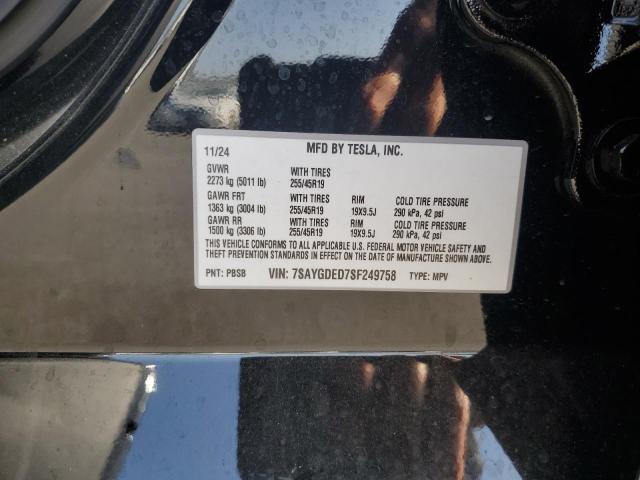 11/24 MFD BY TESLA, INC.
GVWR WITH TIRES
2273 kg (5011 lb) 255/45R19
GAWR FRT WITH TIRES RIM COLD TIRE PRESSURE
1363 kg (3004 lb) 255/45R19 19X9.5J 290 kPa, 42 psi
GAWR RR WITH TIRES RIM COLD TIRE PRESSURE
1500 kg (3306 lb) 255/45R19 19X9.5J 290 kPa, 42 psi
THIS VEHICLE CONFORMS TO ALL APPLICABLE U.S. FEDERAL MOTOR VEHICLE SAFETY AND
THEFT PREVENTION STANDARDS IN EFFECT ON THE DATE OF MANUFACTURE SHOWN ABOVE.
PNT: PBSB VIN: 7SAYGDED7SF249758 TYPE: MPV